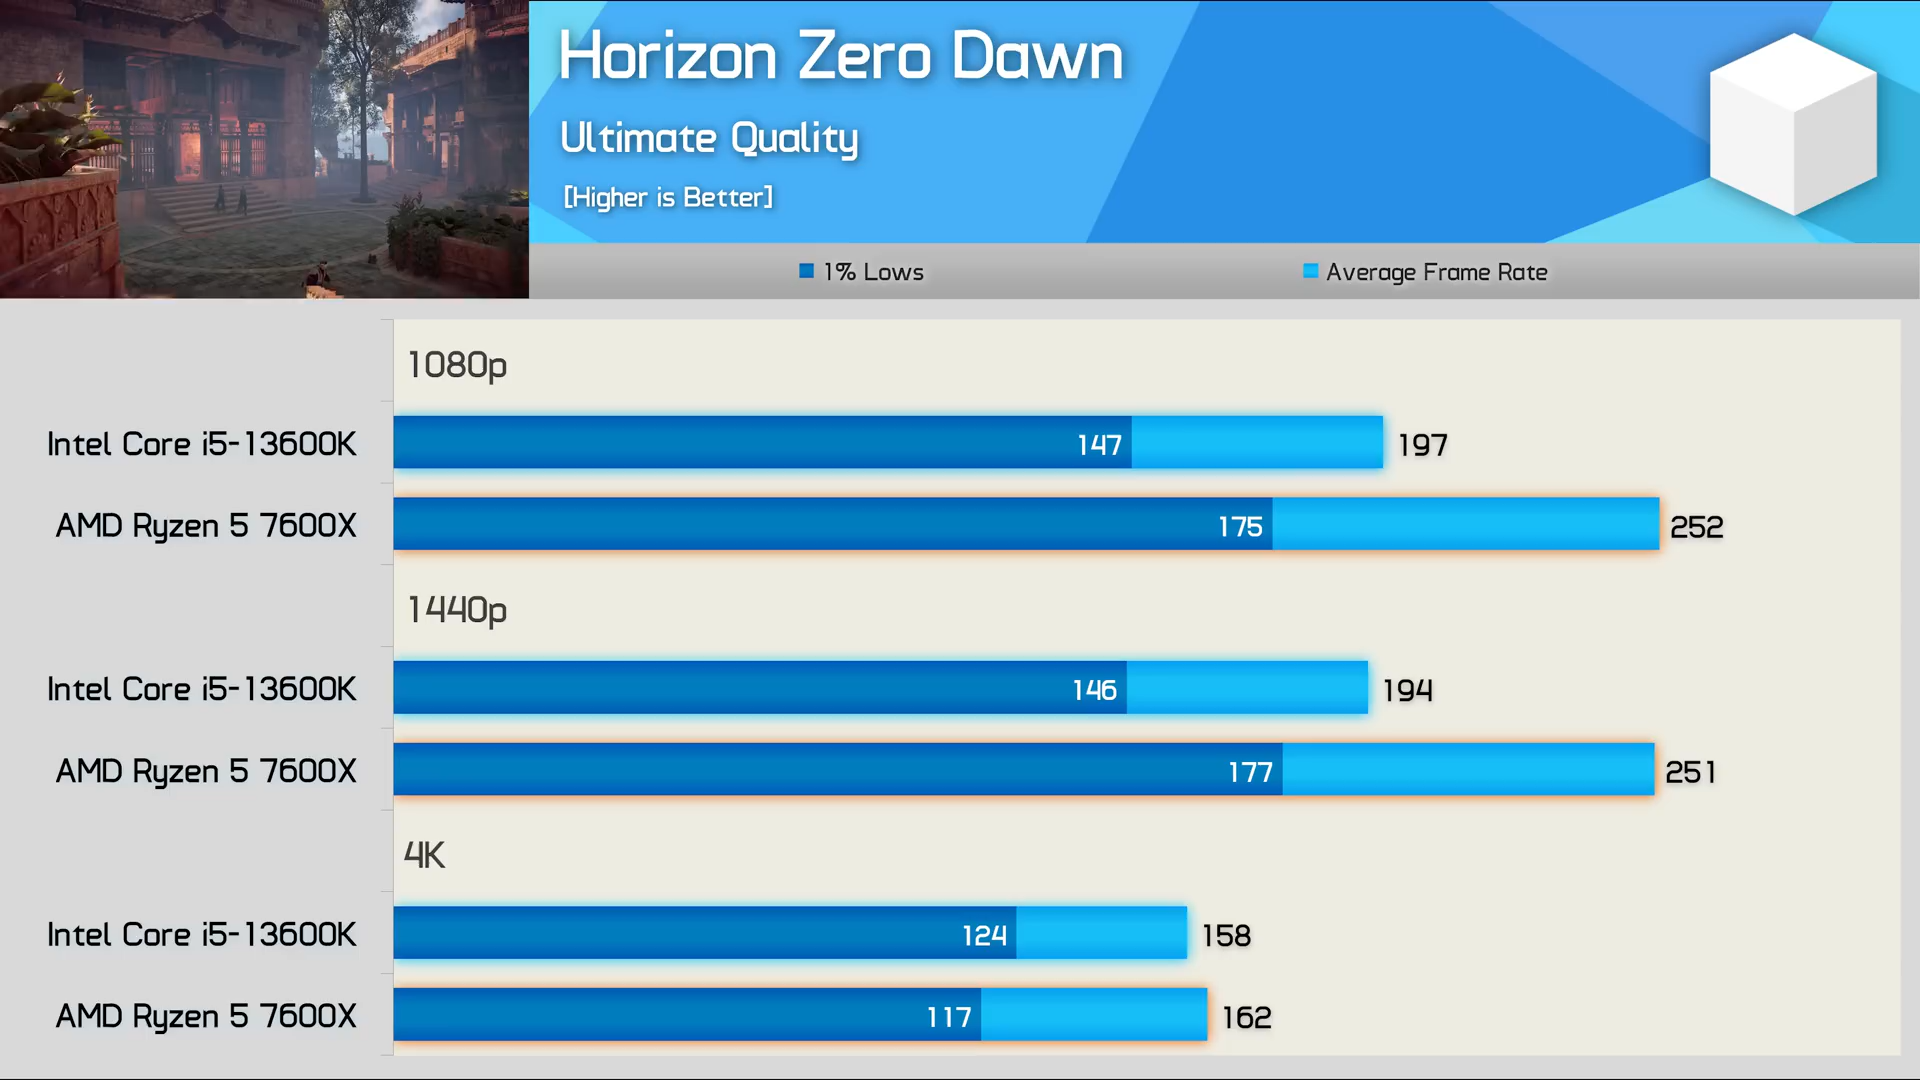 Horizon Zero Dawn
Ultimate Quality
[Higher is Better]
1% Lows
Average Frame Rate
1080p
Intel Core i5-13600K 147 197
AMD Ryzen 5 7600X 175 252
1440p
Intel Core i5-13600K 146 194
AMD Ryzen 5 7600X 177 251
4K
Intel Core i5-13600K 124 158
AMD Ryzen 5 7600X 117 162